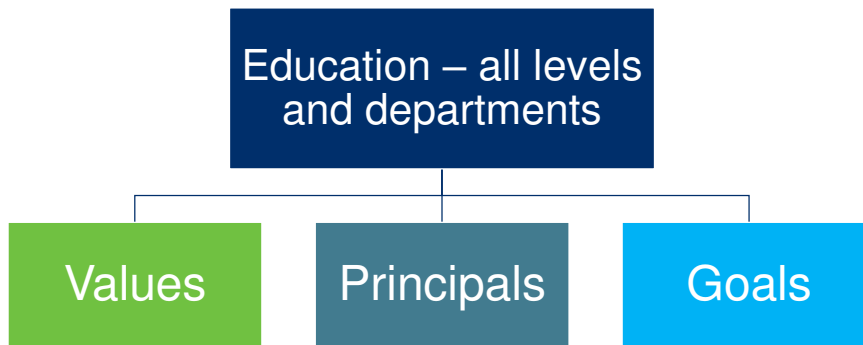 Education – all levels
and departments
Values
Principals
Goals